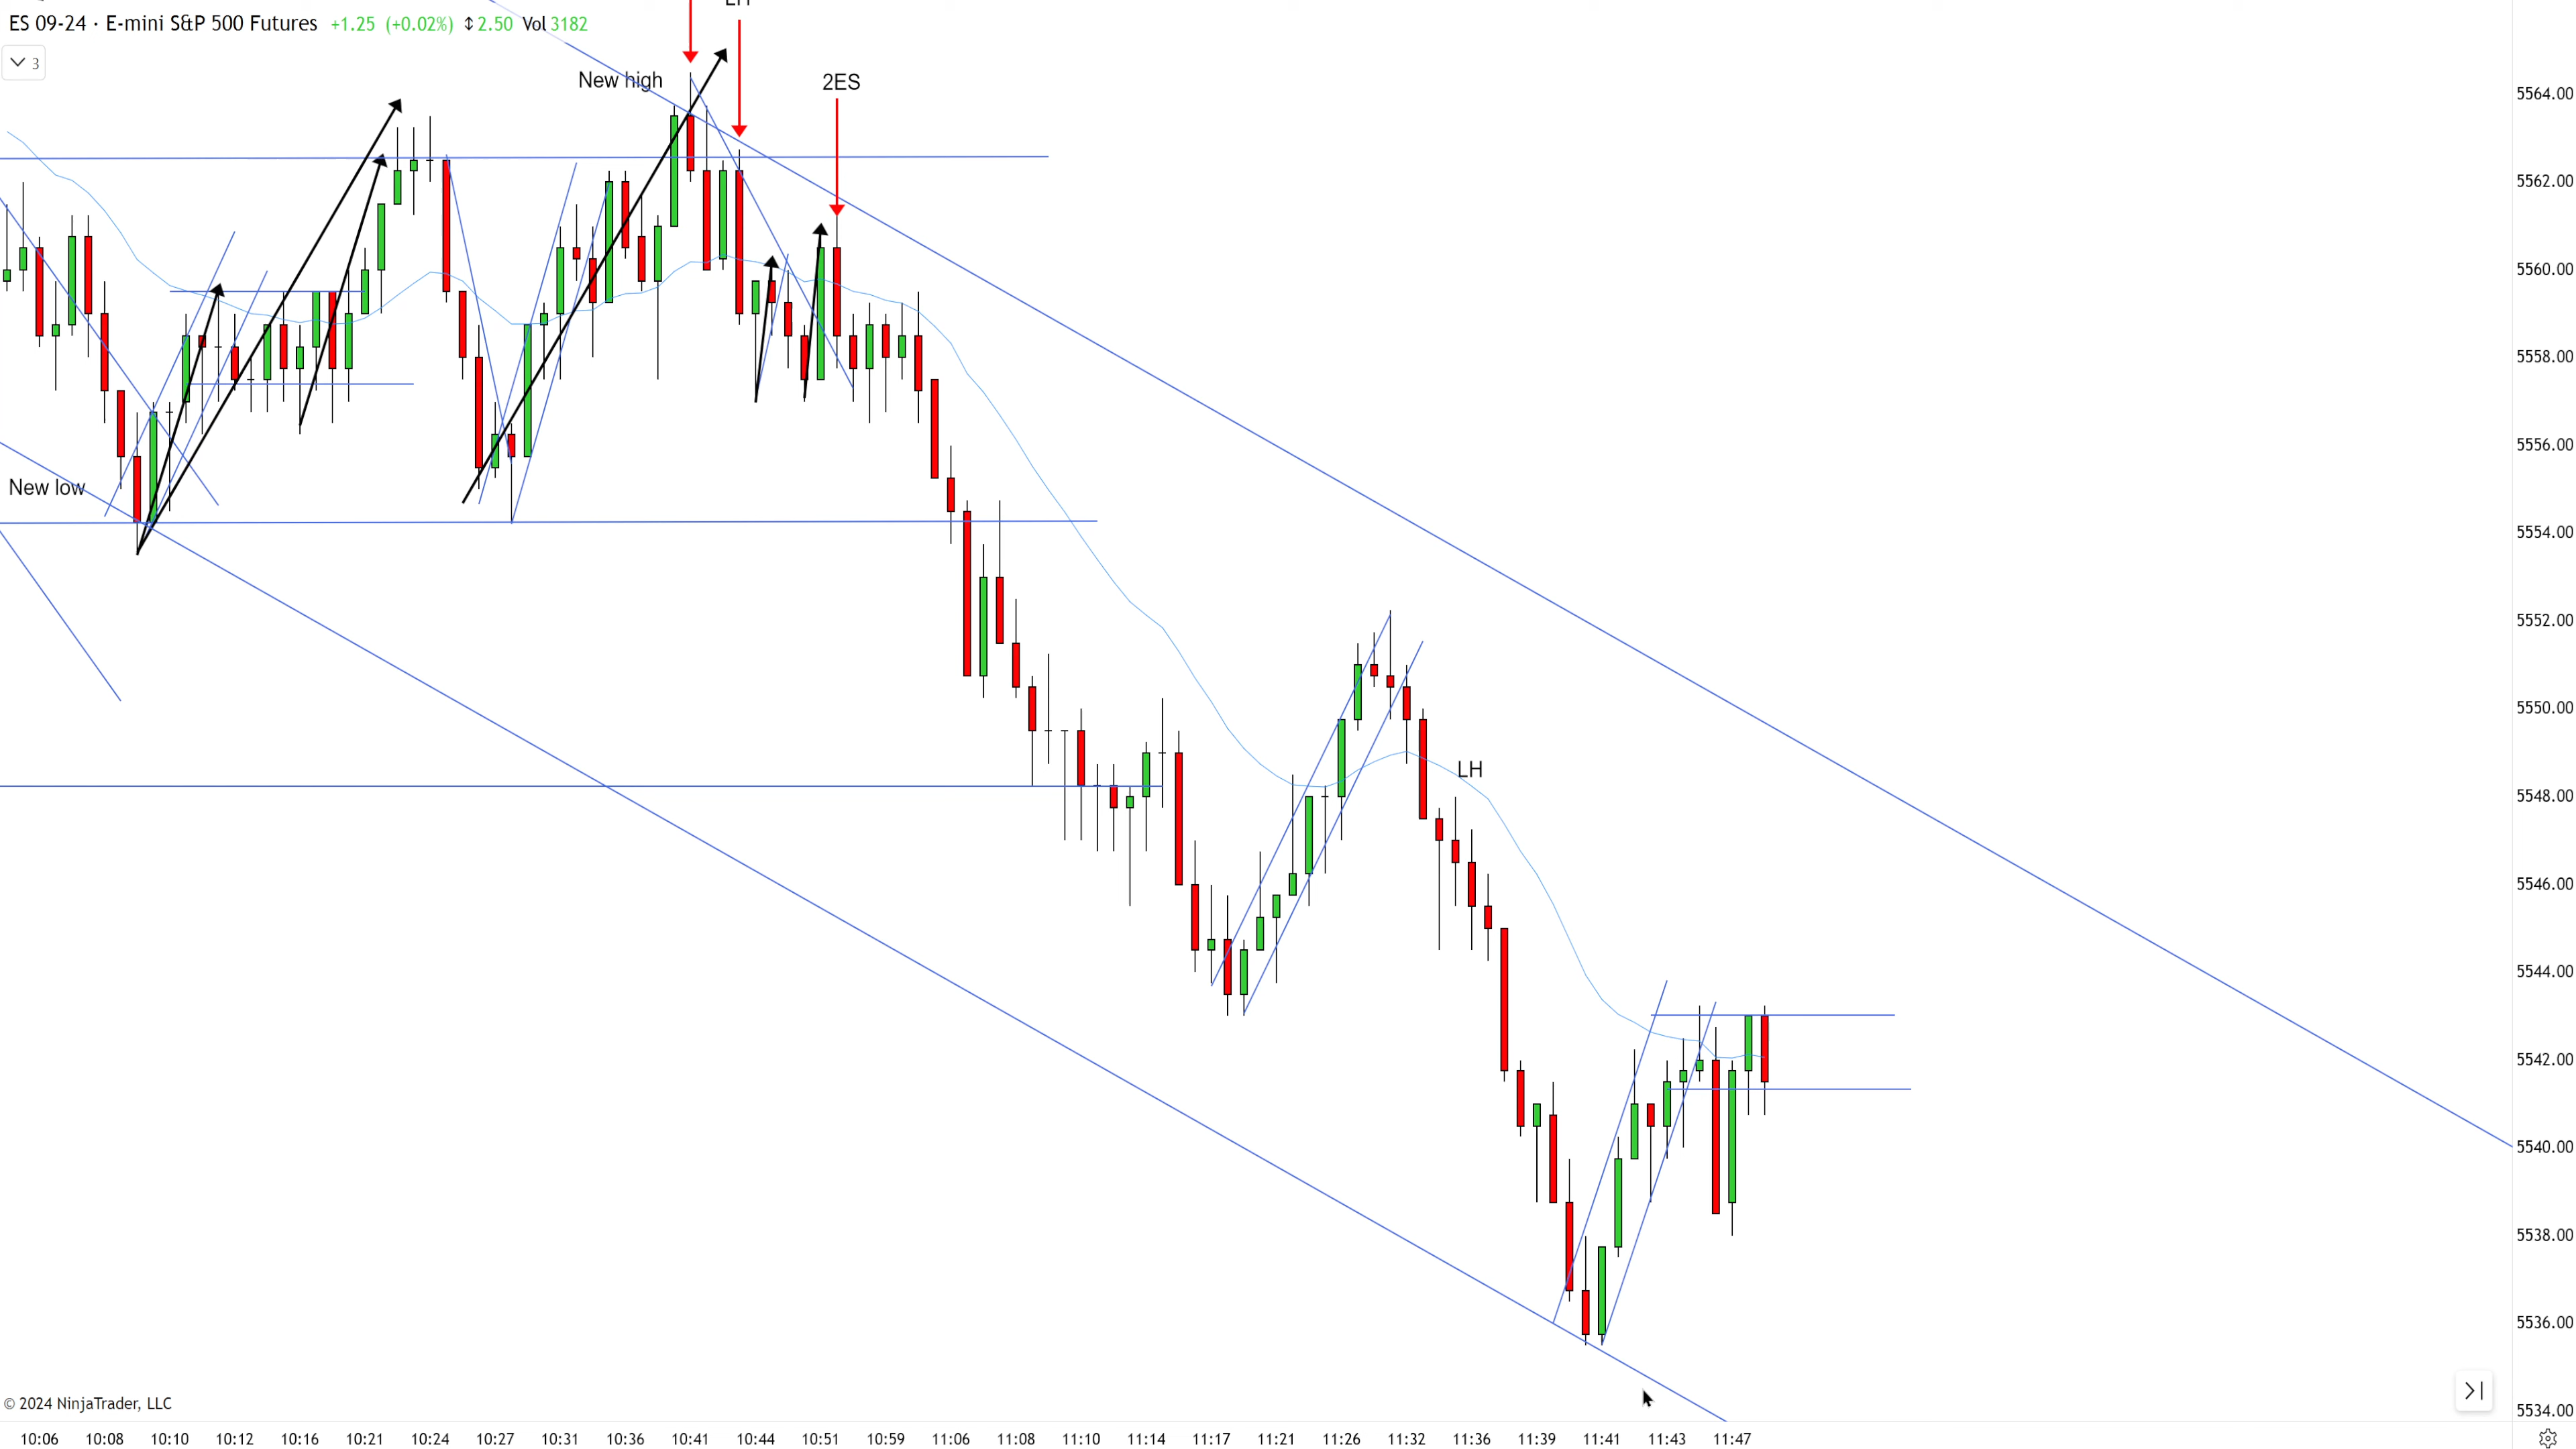 ES 09-24 · E-mini S&P 500 Futures +1.25 (+0.02%) ↕2.50 Vol 3182
3
LH
New high
2ES
New low
LH
5564.00
5562.00
5560.00
5558.00
5556.00
5554.00
5552.00
5550.00
5548.00
5546.00
5544.00
5542.00
5540.00
5538.00
5536.00
5534.00
© 2024 NinjaTrader, LLC
10:06 10:08 10:10 10:12 10:16 10:21 10:24 10:27 10:31 10:36 10:41 10:44 10:51 10:59 11:06 11:08 11:10 11:14 11:17 11:21 11:26 11:32 11:36 11:39 11:41 11:43 11:47